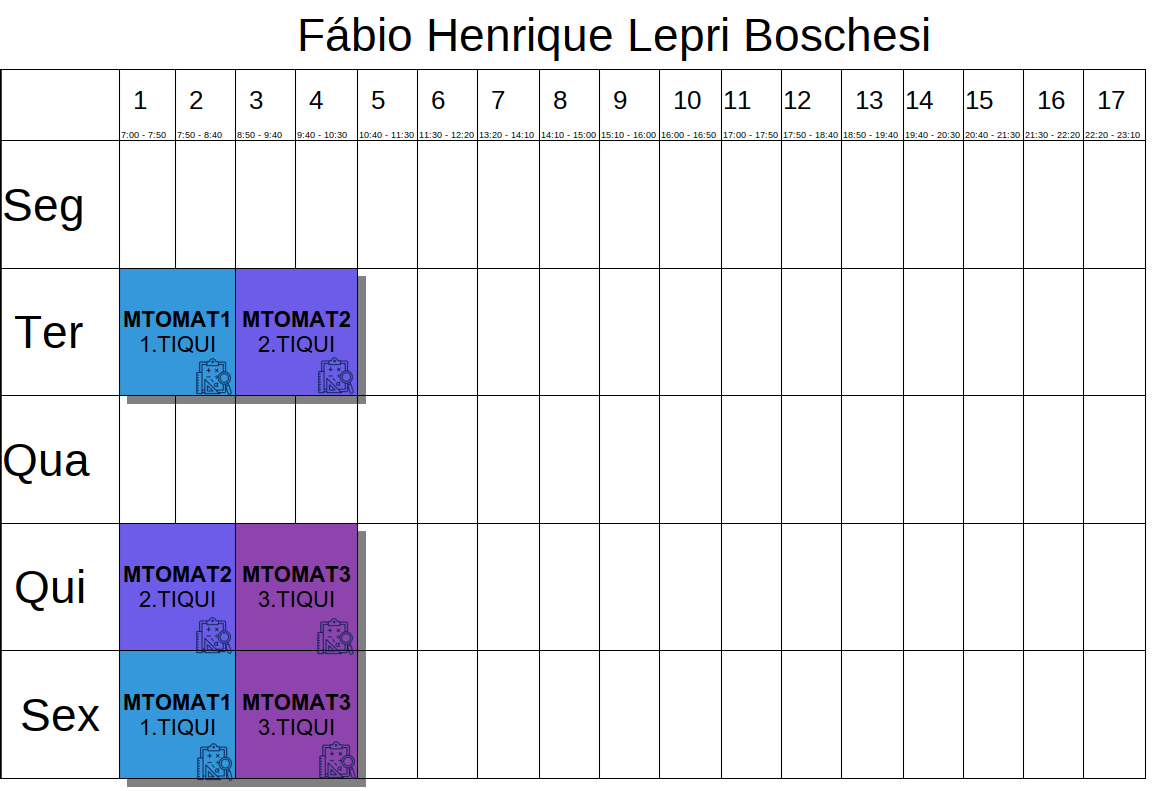 Fábio Henrique Lepri Boschesi
1 2 3 4 5 6 7 8 9 10 11 12 13 14 15 16 17
7:00 - 7:50 7:50 - 8:40 8:50 - 9:40 9:40 - 10:30 10:40 - 11:30 11:30 - 12:20 13:20 - 14:10 14:10 - 15:00 15:10 - 16:00 16:00 - 16:50 17:00 - 17:50 17:50 - 18:40 18:50 - 19:40 19:40 - 20:30 20:40 - 21:30 21:30 - 22:20 22:20 - 23:10
Seg
Ter
MTOMAT1 MTOMAT2
1.TIQUI 2.TIQUI
Qua
Qui
MTOMAT2 MTOMAT3
2.TIQUI 3.TIQUI
Sex
MTOMAT1 MTOMAT3
1.TIQUI 3.TIQUI